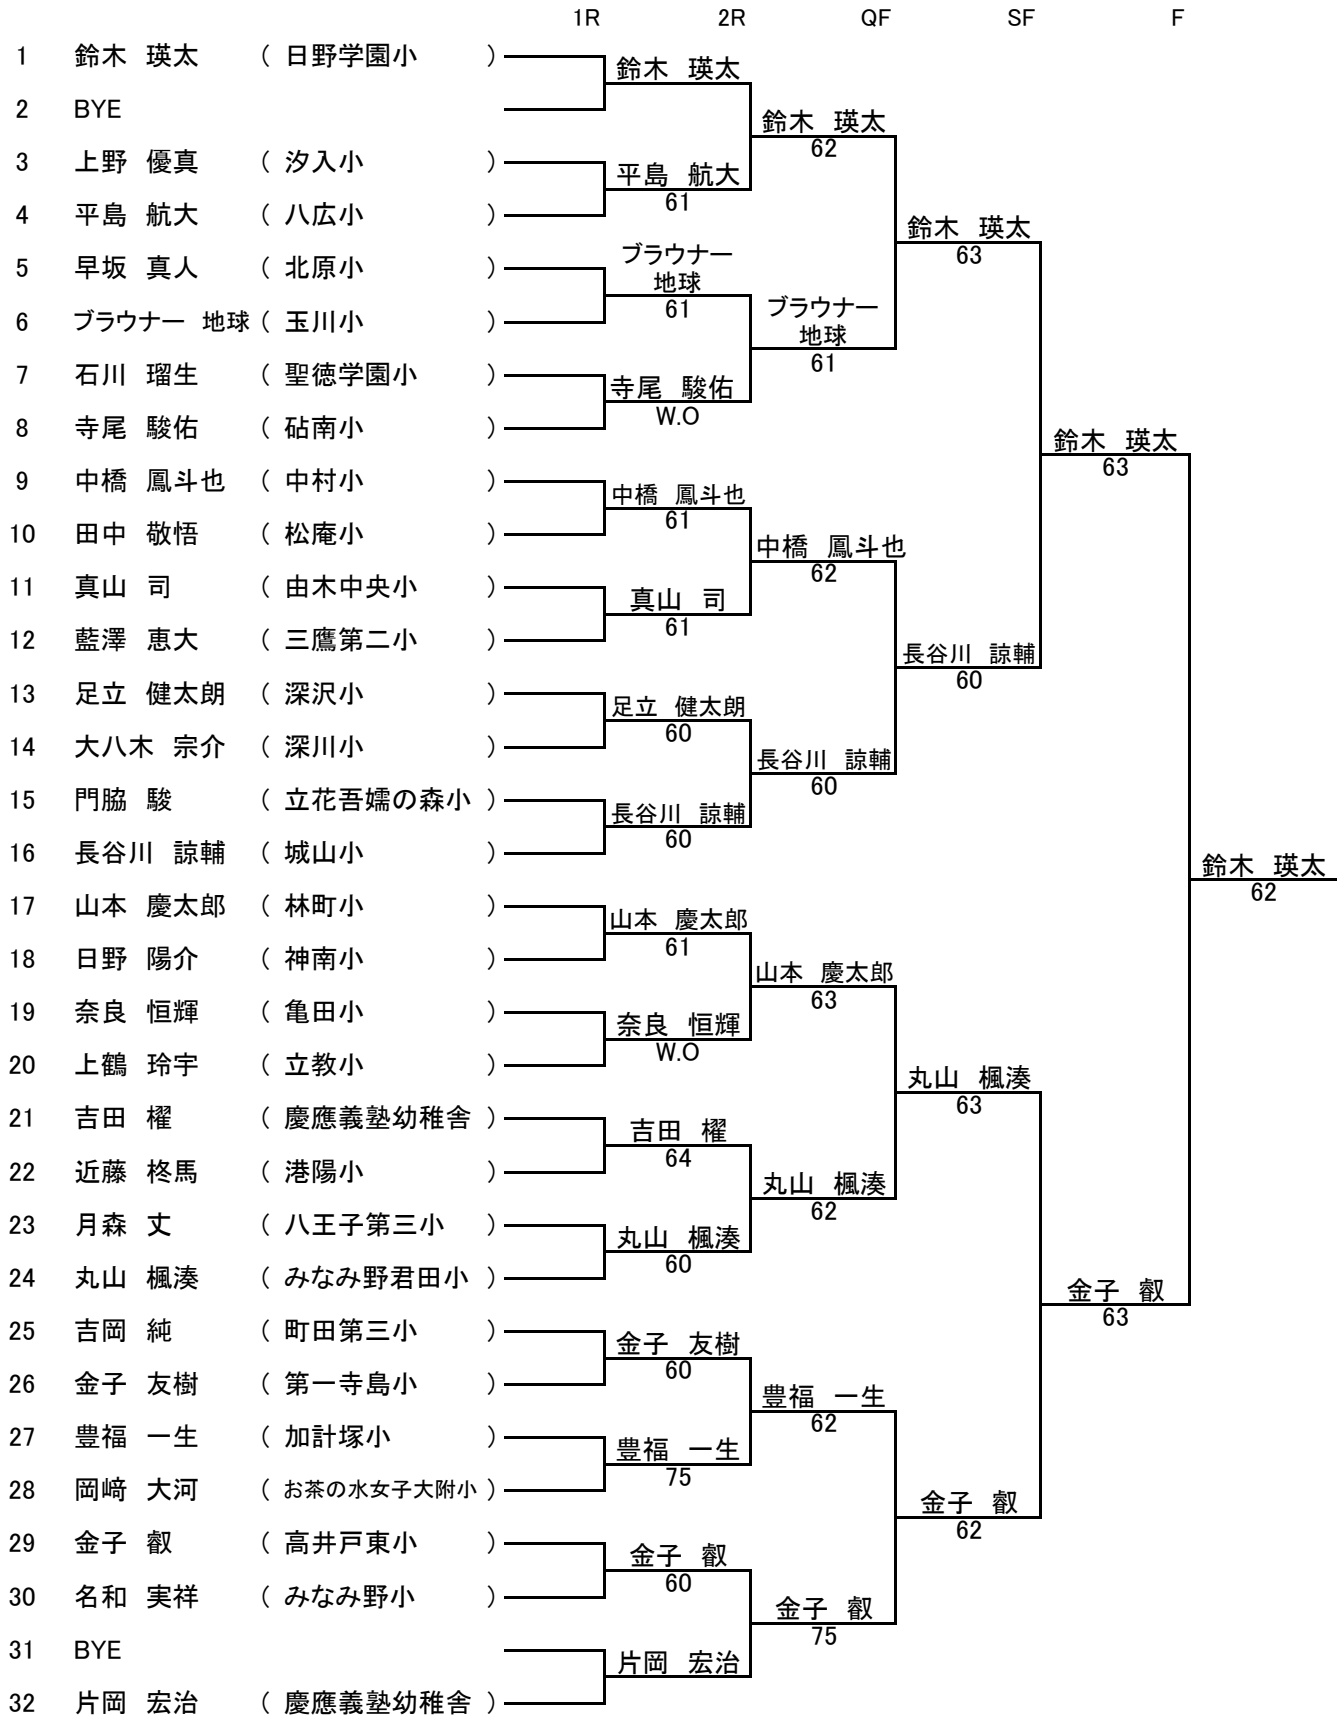 1R 2R QF SF F
1 鈴木 瑛太 ( 日野学園小 )
鈴木 瑛太
2 BYE
鈴木 瑛太
62
3 上野 優真 ( 汐入小 )
平島 航大
61
4 平島 航大 ( 八広小 )
鈴木 瑛太
63
5 早坂 真人 ( 北原小 )
ブラウナー
地球
61
6 ブラウナー 地球 ( 玉川小 )
ブラウナー
地球
61
7 石川 瑠生 ( 聖徳学園小 )
寺尾 駿佑
W.O
8 寺尾 駿佑 ( 砧南小 )
鈴木 瑛太
63
9 中橋 鳳斗也 ( 中村小 )
中橋 鳳斗也
61
10 田中 敬悟 ( 松庵小 )
中橋 鳳斗也
62
11 真山 司 ( 由木中央小 )
真山 司
61
12 藍澤 恵大 ( 三鷹第二小 )
長谷川 諒輔
60
13 足立 健太朗 ( 深沢小 )
足立 健太朗
60
14 大八木 宗介 ( 深川小 )
長谷川 諒輔
60
15 門脇 駿 ( 立花吾嬬の森小 )
長谷川 諒輔
60
16 長谷川 諒輔 ( 城山小 )
鈴木 瑛太
62
17 山本 慶太郎 ( 林町小 )
山本 慶太郎
61
18 日野 陽介 ( 神南小 )
山本 慶太郎
63
19 奈良 恒輝 ( 亀田小 )
奈良 恒輝
W.O
20 上鶴 玲宇 ( 立教小 )
丸山 楓湊
63
21 吉田 櫂 ( 慶應義塾幼稚舎 )
吉田 櫂
64
22 近藤 柊馬 ( 港陽小 )
丸山 楓湊
62
23 月森 丈 ( 八王子第三小 )
丸山 楓湊
60
24 丸山 楓湊 ( みなみ野君田小 )
金子 叡
63
25 吉岡 純 ( 町田第三小 )
金子 友樹
60
26 金子 友樹 ( 第一寺島小 )
豊福 一生
62
27 豊福 一生 ( 加計塚小 )
豊福 一生
75
28 岡﨑 大河 ( お茶の水女子大附小 )
金子 叡
62
29 金子 叡 ( 高井戸東小 )
金子 叡
60
30 名和 実祥 ( みなみ野小 )
金子 叡
75
31 BYE
片岡 宏治
32 片岡 宏治 ( 慶應義塾幼稚舎 )